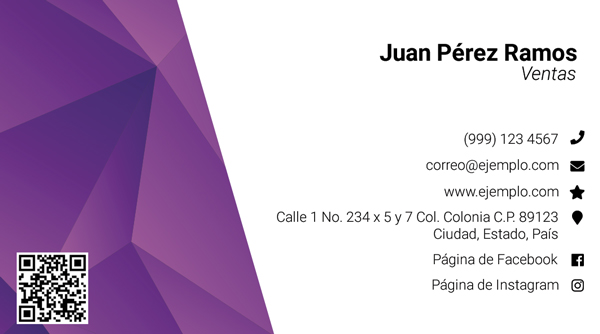 Juan Pérez Ramos
Ventas
(999) 123 4567
correo@ejemplo.com
www.ejemplo.com
Calle 1 No. 234 x 5 y 7 Col. Colonia C.P. 89123
Ciudad, Estado, País
Página de Facebook
Página de Instagram